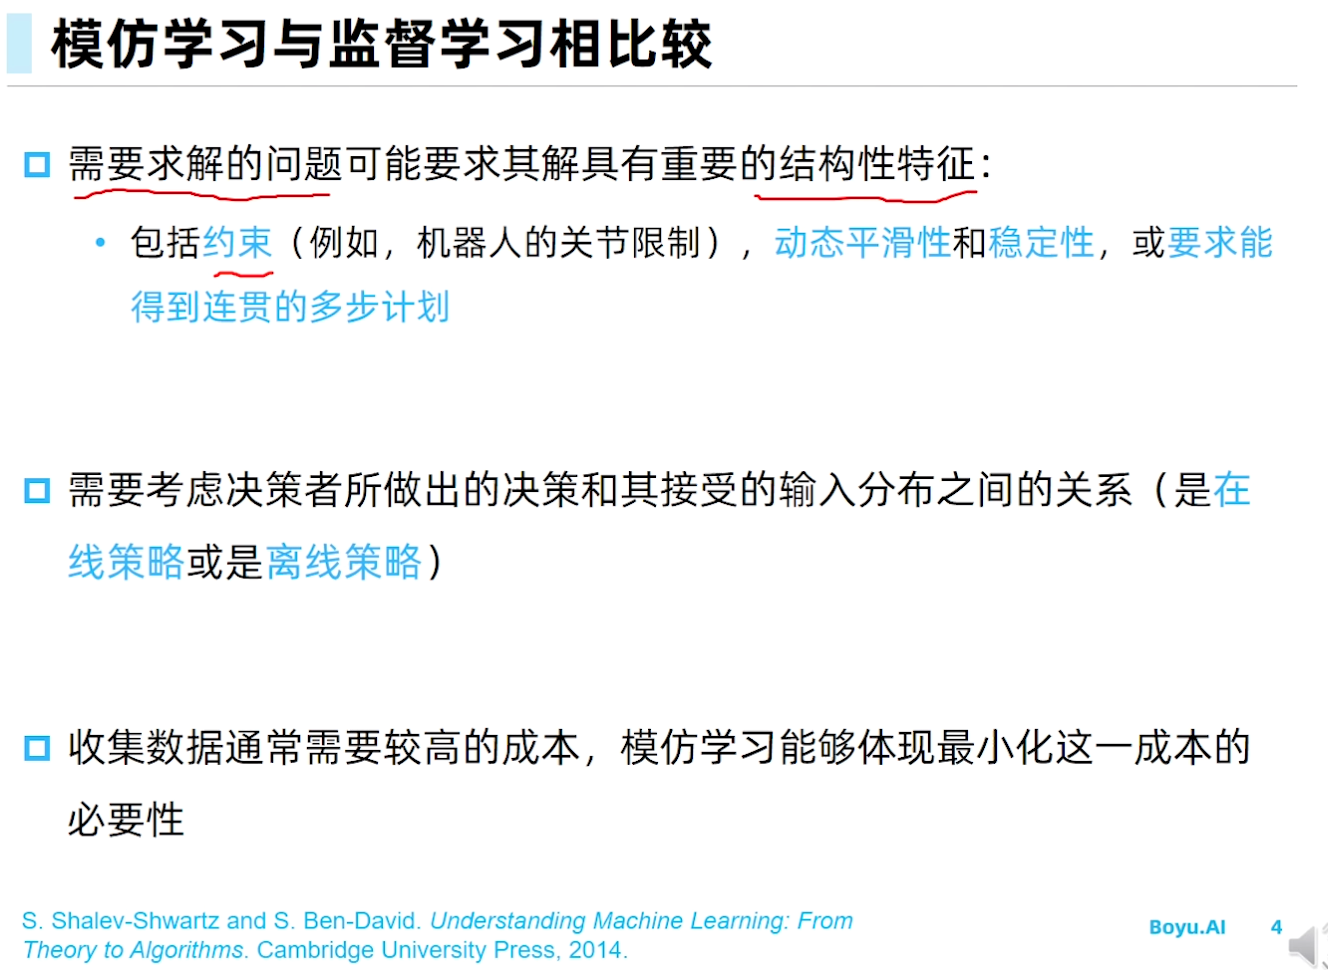 模仿学习与监督学习相比较
需要求解的问题可能要求其解具有重要的结构性特征：
• 包括约束（例如，机器人的关节限制），动态平滑性和稳定性，或要求能
得到连贯的多步计划
需要考虑决策者所做出的决策和其接受的输入分布之间的关系（是在
线策略或是离线策略）
收集数据通常需要较高的成本，模仿学习能够体现最小化这一成本的
必要性
S. Shalev-Shwartz and S. Ben-David. Understanding Machine Learning: From
Theory to Algorithms. Cambridge University Press, 2014.
Boyu.AI 4